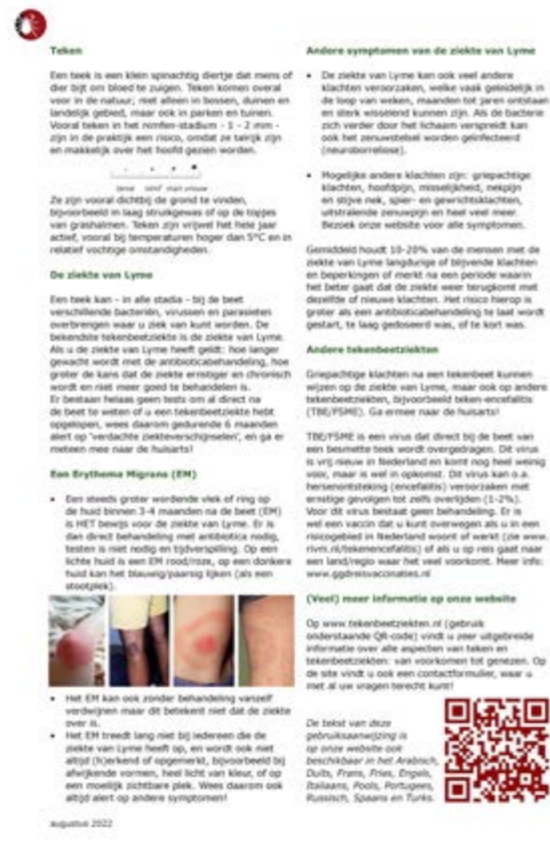 Teken
Een teek is een klein spinachtig diertje dat mens of
dier bijt om bloed te zuigen. Teken komen overal
voor in de natuur; niet alleen in bossen, duinen en
landelijk gebied, maar ook in parken en tuinen.
Vooral teken in het nimfen-stadium - 1 - 2 mm -
zijn in de praktijk een risico, omdat ze talrijk zijn
en makkelijk over het hoofd gezien worden.
larve nimf man vrouw
Ze zijn vooral dichtbij de grond te vinden,
bijvoorbeeld in laag struikgewas of op de topjes
van grashalmen. Teken zijn vrijwel het hele jaar
actief, vooral bij temperaturen hoger dan 5°C en in
relatief vochtige omstandigheden.
De ziekte van Lyme
Een teek kan - in alle stadia - bij de beet
verschillende bacteriën, virussen en parasieten
overbrengen waar u ziek van kunt worden. De
bekendste tekenbeetziekte is de ziekte van Lyme.
Als u de ziekte van Lyme heeft geldt: hoe langer
gewacht wordt met de antibioticabehandeling, hoe
groter de kans dat de ziekte ernstiger en chronisch
wordt en niet meer goed te behandelen is.
Er bestaan helaas geen tests om al direct na
de beet te weten of u een tekenbeetziekte hebt
opgelopen, wees daarom gedurende 6 maanden
alert op 'verdachte ziekteverschijnselen', en ga er
meteen mee naar de huisarts!
Een Erythema Migrans (EM)
• Een steeds groter wordende vlek of ring op
de huid binnen 3-4 maanden na de beet (EM)
is HET bewijs voor de ziekte van Lyme. Er is
dan direct behandeling met antibiotica nodig,
testen is niet nodig en tijdverspilling. Op een
lichte huid is een EM rood/roze, op een donkere
huid kan het blauwig/paarsig lijken (als een
stootplek).
• Het EM kan ook zonder behandeling vanzelf
verdwijnen maar dit betekent niet dat de ziekte
over is.
• Het EM treedt lang niet bij iedereen die de
ziekte van Lyme heeft op, en wordt ook niet
altijd (h)erkend of opgemerkt, bijvoorbeeld bij
afwijkende vormen, heel licht van kleur, of op
een moeilijk zichtbare plek. Wees daarom ook
altijd alert op andere symptomen!
augustus 2022
Andere symptomen van de ziekte van Lyme
• De ziekte van Lyme kan ook veel andere
klachten veroorzaken, welke vaak geleidelijk in
de loop van weken, maanden tot jaren ontstaan
en sterk wisselend kunnen zijn. Als de bacterie
zich verder door het lichaam verspreidt kan
ook het zenuwstelsel worden geïnfecteerd
(neuroborreliose).
• Mogelijke andere klachten zijn: griepachtige
klachten, hoofdpijn, misselijkheid, nekpijn
en stijve nek, spier- en gewrichtsklachten,
uitstralende zenuwpijn en heel veel meer.
Bezoek onze website voor alle symptomen.
Gemiddeld houdt 10-20% van de mensen met de
ziekte van Lyme langdurige of blijvende klachten
en beperkingen of merkt na een periode waarin
het beter gaat dat de ziekte weer terugkomt met
dezelfde of nieuwe klachten. Het risico hierop is
groter als een antibioticabehandeling te laat wordt
gestart, te laag gedoseerd was, of te kort was.
Andere tekenbeetziekten
Griepachtige klachten na een tekenbeet kunnen
wijzen op de ziekte van Lyme, maar ook op andere
tekenbeetziekten, bijvoorbeeld teken-encefalitis
(TBE/FSME). Ga ermee naar de huisarts!
TBE/FSME is een virus dat direct bij de beet van
een besmette teek wordt overgedragen. Dit virus
is vrij nieuw in Nederland en komt nog heel weinig
voor, maar is wel in opkomst. Dit virus kan o.a.
hersenontsteking (encefalitis) veroorzaken met
ernstige gevolgen tot zelfs overlijden (1-2%).
Voor dit virus bestaat geen behandeling. Er is
wel een vaccin dat u kunt overwegen als u in een
risicogebied in Nederland woont of werkt (zie www.
rivm.nl/tekenencefalitis) of als u op reis gaat naar
een land/regio waar het veel voorkomt. Meer info:
www.ggdreisvaccinaties.nl
(Veel) meer informatie op onze website
Op www.tekenbeetziekten.nl (gebruik
onderstaande QR-code) vindt u zeer uitgebreide
informatie over alle aspecten van teken en
tekenbeetziekten: van voorkomen tot genezen. Op
de site vindt u ook een contactformulier, waar u
met al uw vragen terecht kunt!
De tekst van deze
gebruiksaanwijzing is
op onze website ook
beschikbaar in het Arabisch,
Duits, Frans, Fries, Engels,
Italiaans, Pools, Portugees,
Russisch, Spaans en Turks.